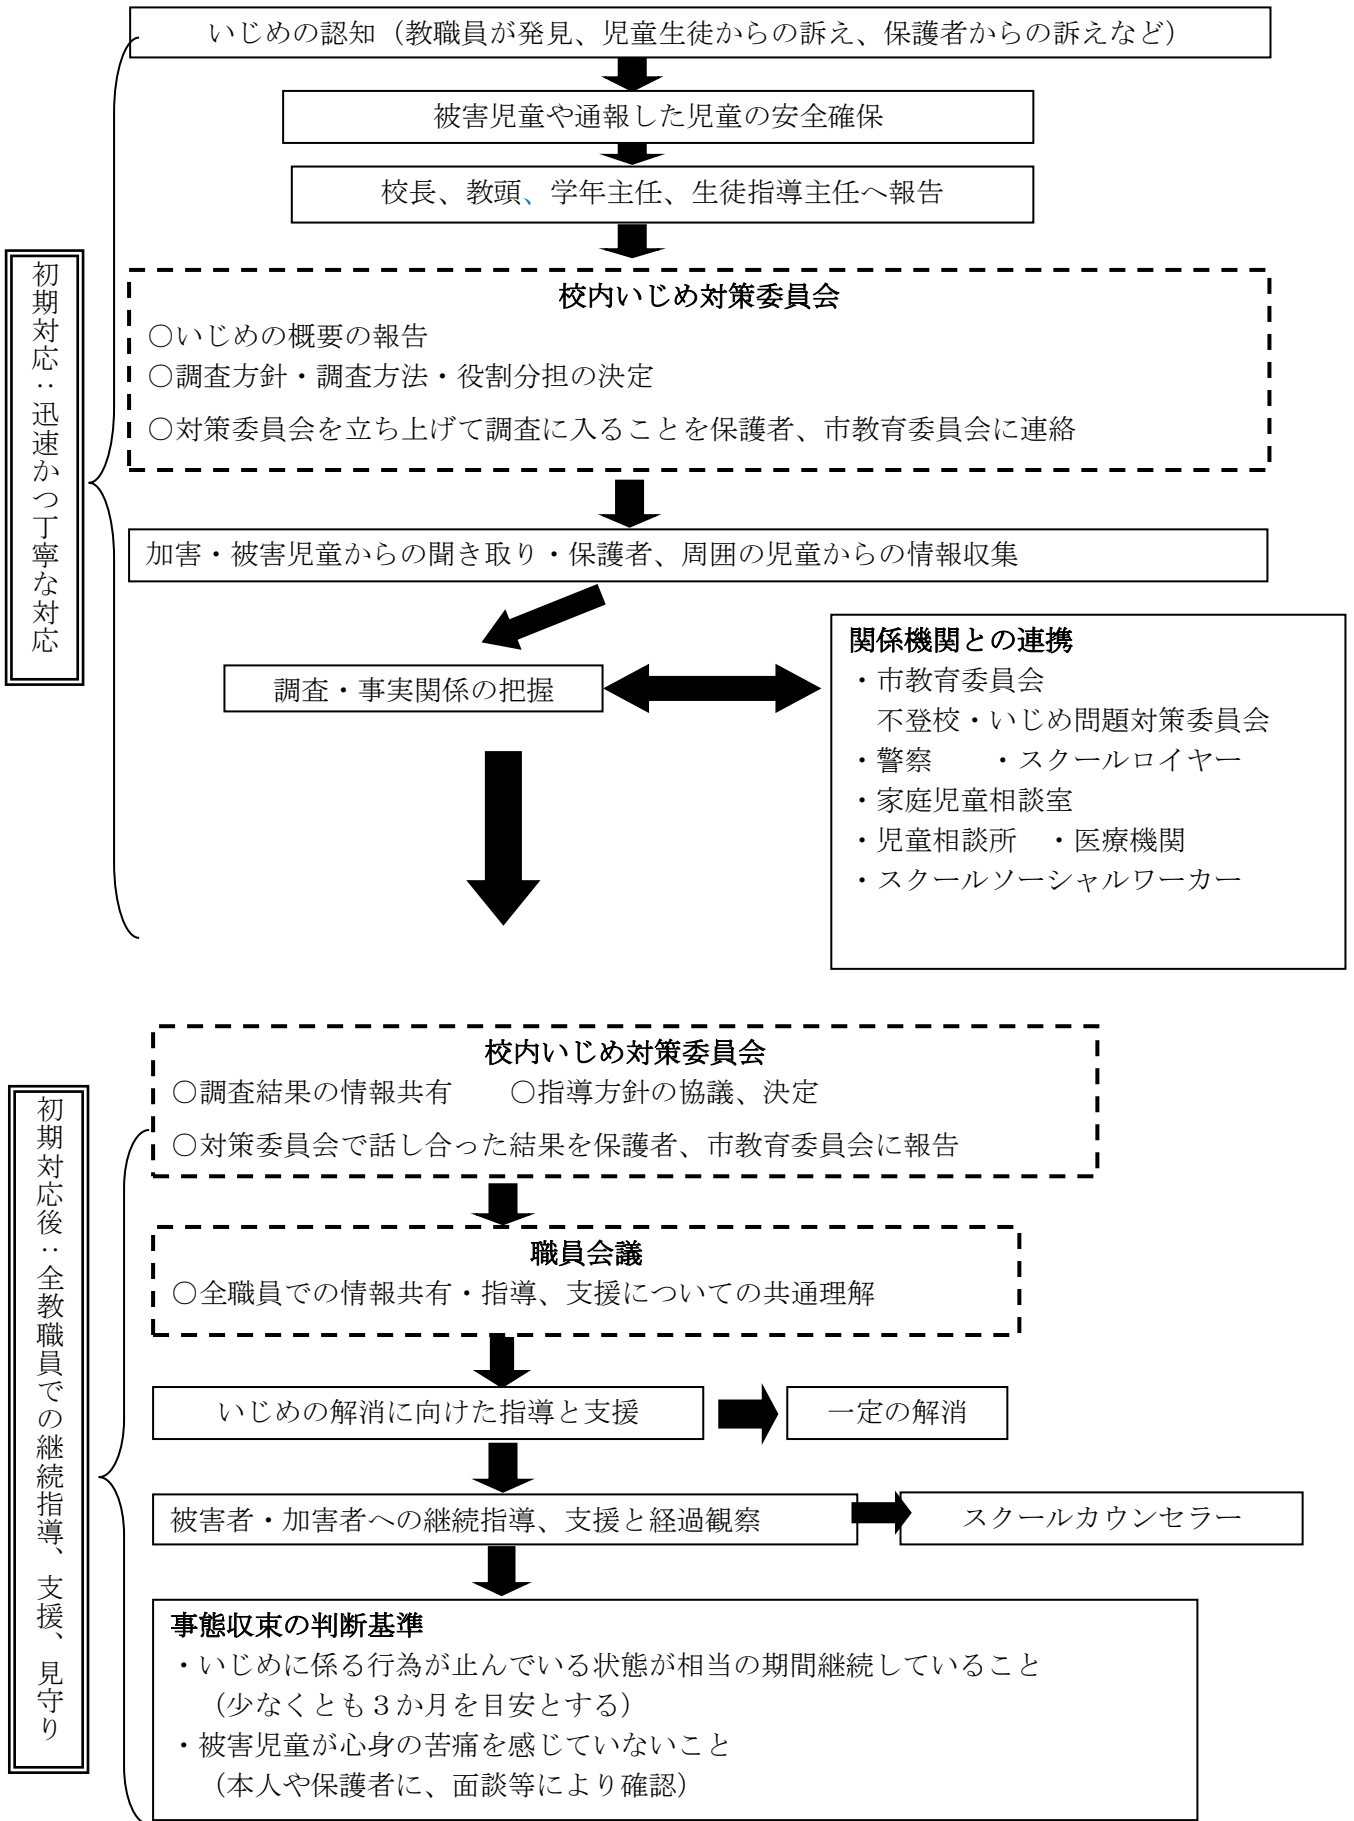 いじめの認知（教職員が発見、児童生徒からの訴え、保護者からの訴えなど）
被害児童や通報した児童の安全確保
校長、教頭、学年主任、生徒指導主任へ報告
初期対応：迅速かつ丁寧な対応
校内いじめ対策委員会
○いじめの概要の報告
○調査方針・調査方法・役割分担の決定
○対策委員会を立ち上げて調査に入ることを保護者、市教育委員会に連絡
加害・被害児童からの聞き取り・保護者、周囲の児童からの情報収集
調査・事実関係の把握
関係機関との連携
・市教育委員会
不登校・いじめ問題対策委員会
・警察　　・スクールロイヤー
・家庭児童相談室
・児童相談所　・医療機関
・スクールソーシャルワーカー
初期対応後：全教職員での継続指導、支援、見守り
校内いじめ対策委員会
○調査結果の情報共有　　○指導方針の協議、決定
○対策委員会で話し合った結果を保護者、市教育委員会に報告
職員会議
○全職員での情報共有・指導、支援についての共通理解
いじめの解消に向けた指導と支援
一定の解消
被害者・加害者への継続指導、支援と経過観察
スクールカウンセラー
事態収束の判断基準
・いじめに係る行為が止んでいる状態が相当の期間継続していること
（少なくとも３か月を目安とする）
・被害児童が心身の苦痛を感じていないこと
（本人や保護者に、面談等により確認）